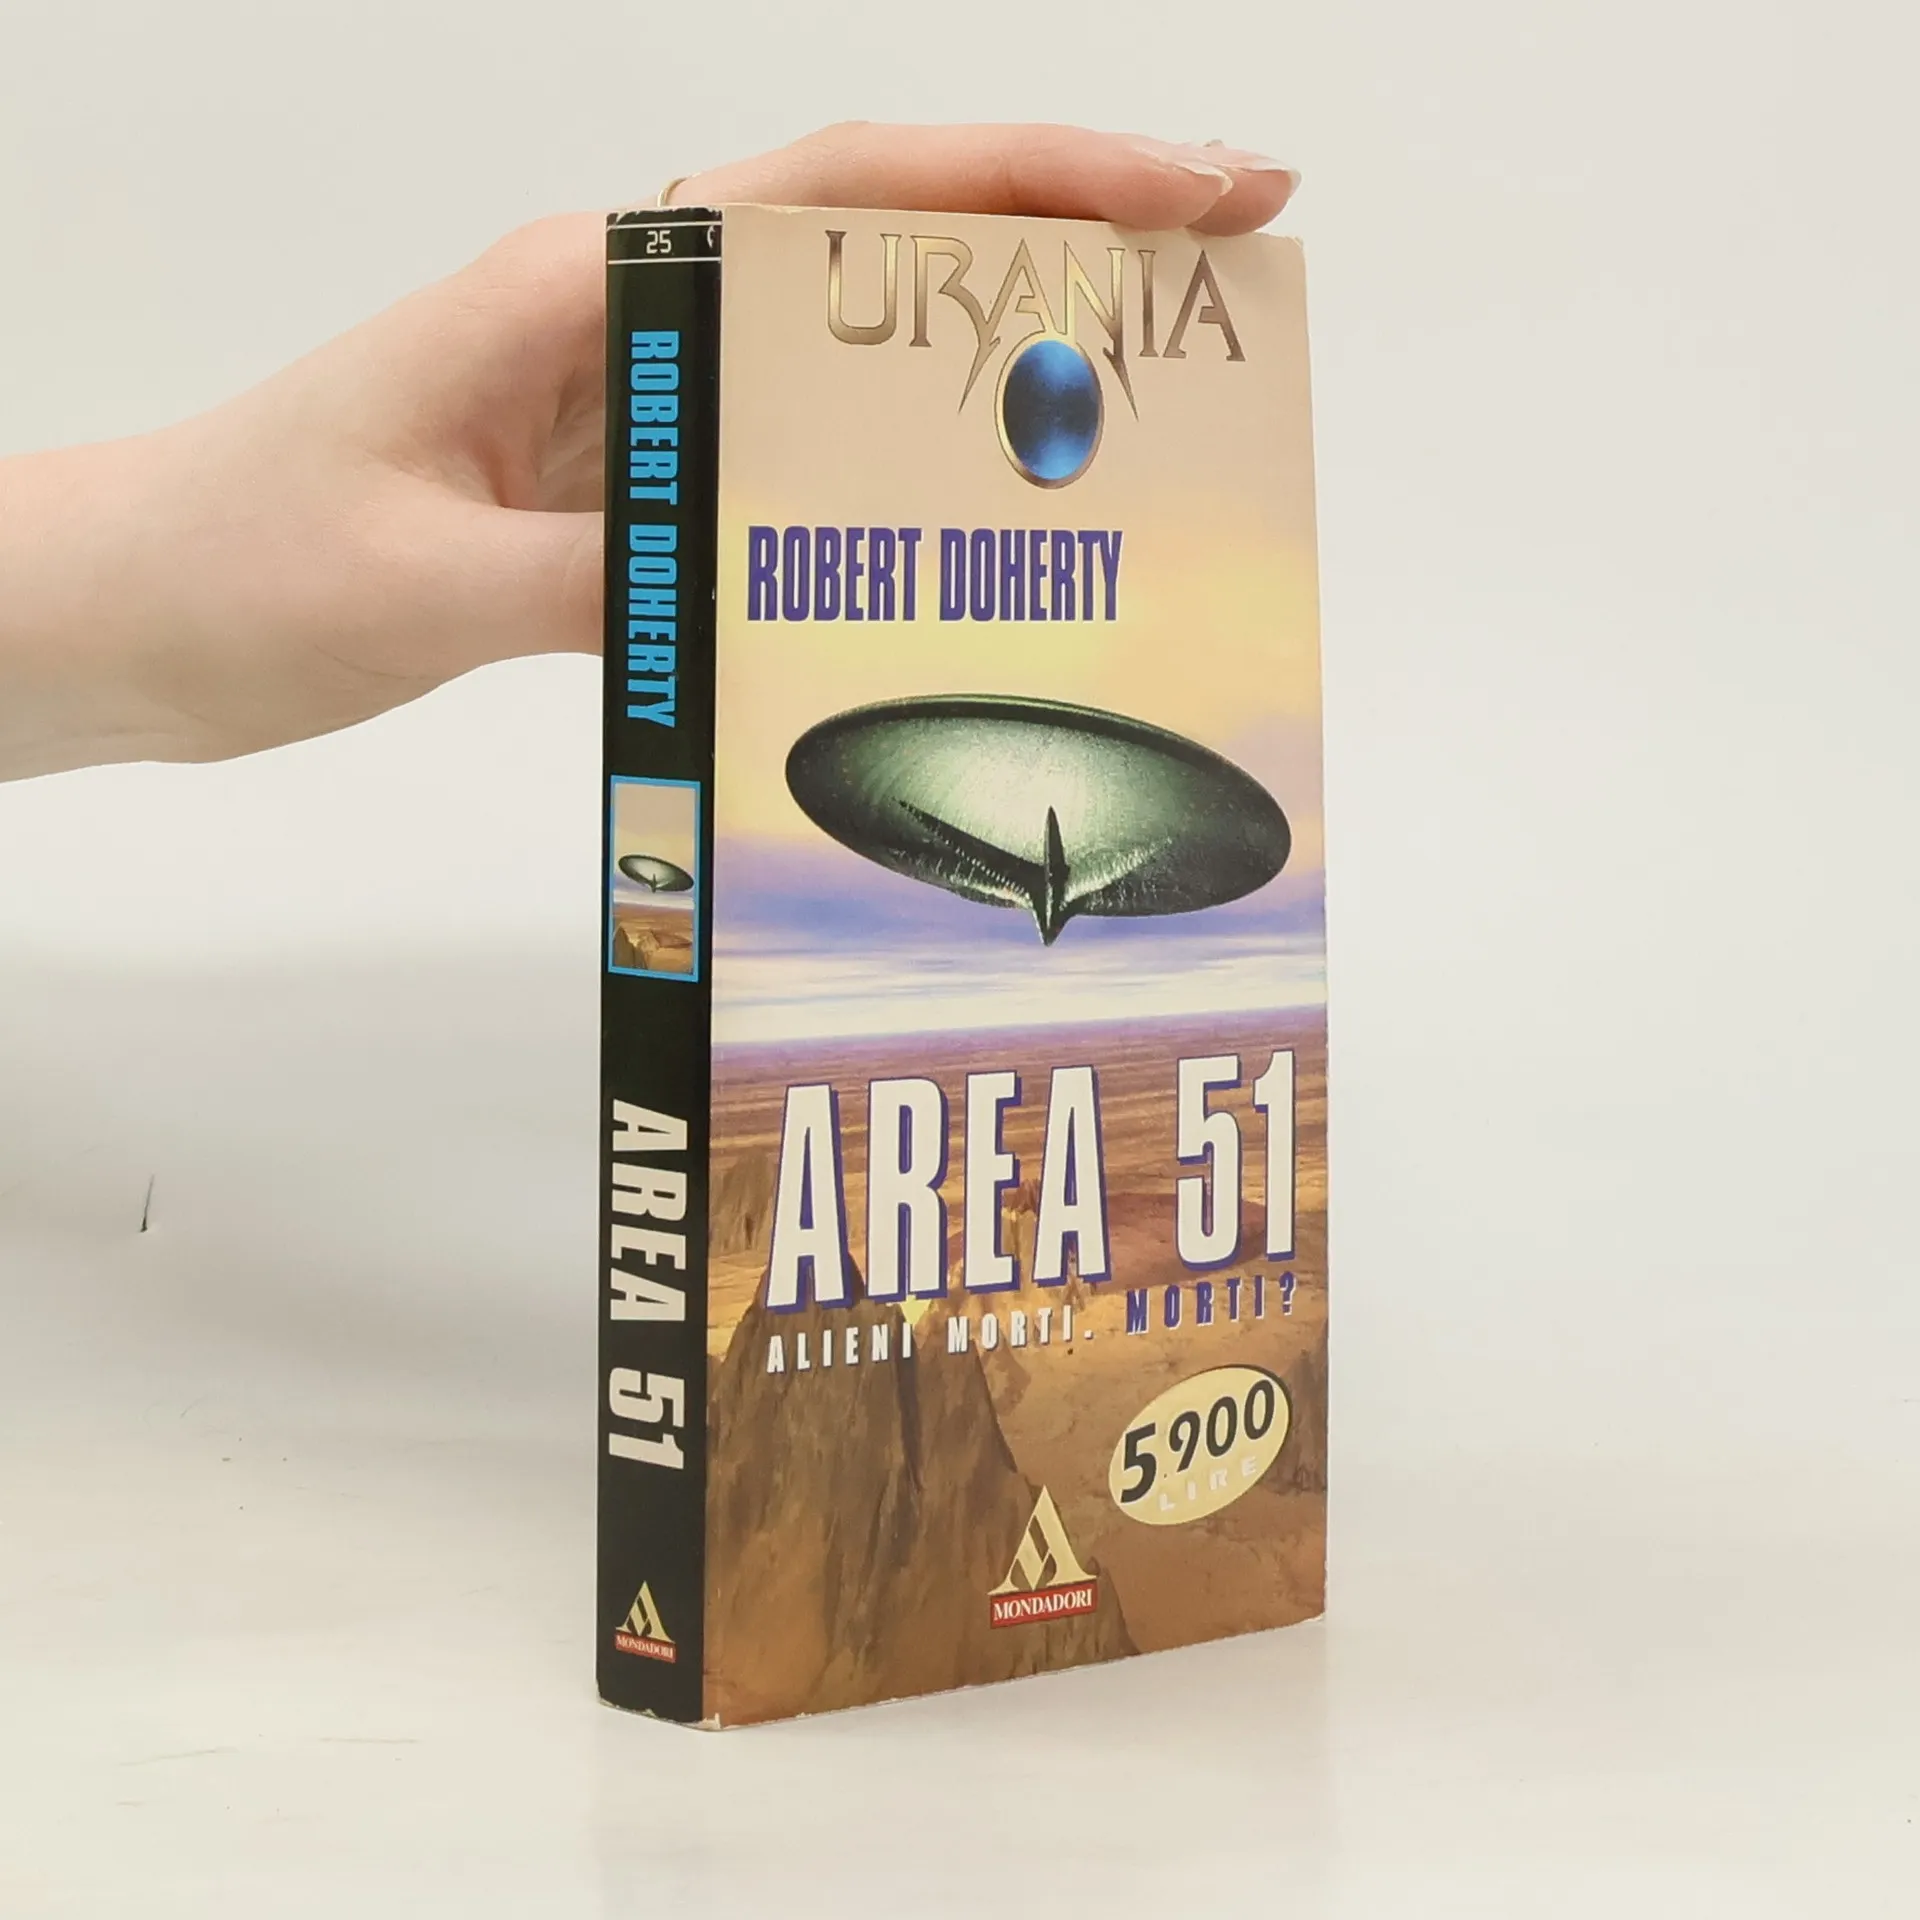 25
ROBERT DOHERTY
AREA 51
MONDADORI
URANIA
ROBERT DOHERTY
AREA 51
ALIENI MORTI. MORTI?
5.900
LIRE
MONDADORI